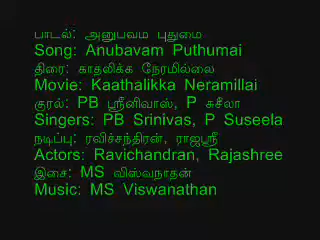 பாடல்: அனுபவம் புதுமை
Song: Anubavam Puthumai
திரை: காதலிக்க நேரமில்லை
Movie: Kaathalikka Neramillai
குரல்: PB ஸ்ரீனிவாஸ், P சுசீலா
Singers: PB Srinivas, P Suseela
நடிப்பு: ரவிச்சந்திரன், ராஜஸ்ரீ
Actors: Ravichandran, Rajashree
இசை: MS விஸ்வநாதன்
Music: MS Viswanathan